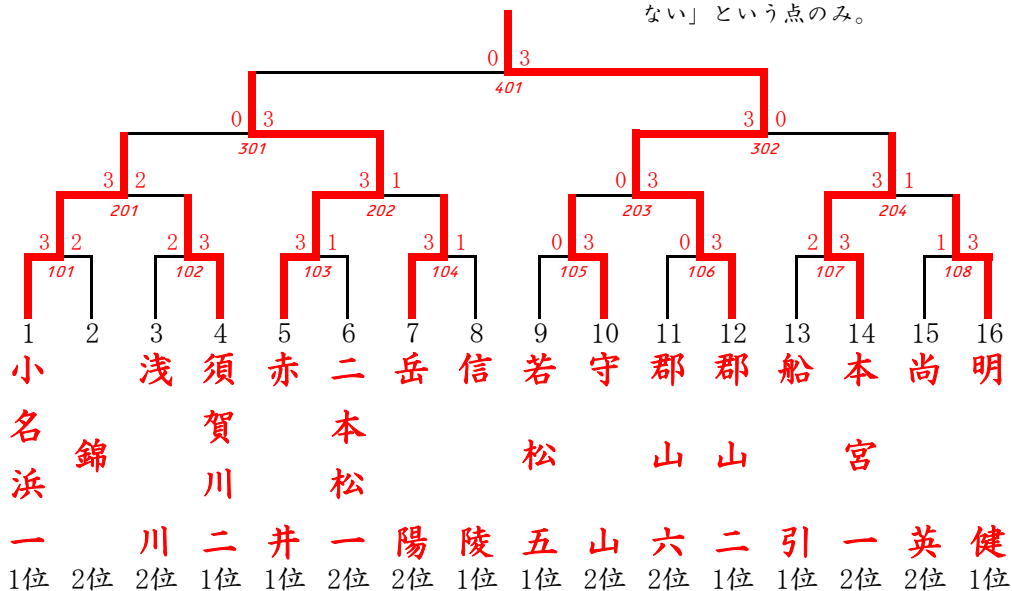 ない」という点のみ。
0 3
401
0 3 3 0
301 302
3 2 3 1 0 3 3 1
201 202 203 204
3 2 2 3 3 1 3 1 0 3 0 3 2 3 1 3
101 102 103 104 105 106 107 108
1 2 3 4 5 6 7 8 9 10 11 12 13 14 15 16
小名浜一
錦
浅川
須賀川二
赤井
二本松一
岳陽
信陵
若松五
守山
郡山六
郡山二
船引
本宮一
尚英
明健
1位 2位 2位 1位 1位 2位 2位 1位 1位 2位 2位 1位 1位 2位 2位 1位